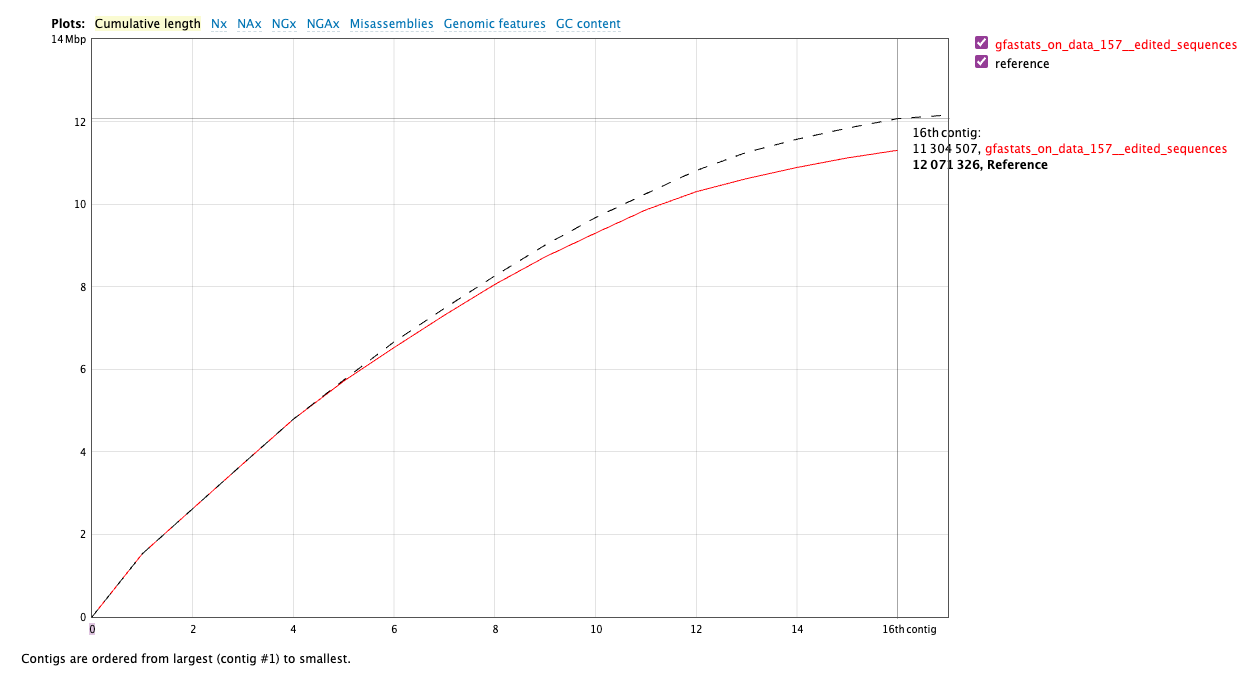 Plots: Cumulative length Nx NAx NGx NGAx Misassemblies Genomic features GC content
14 Mbp
12
10
8
6
4
2
0
0 2 4 6 8 10 12 14 16th contig
gfastats_on_data_157__edited_sequences
reference
16th contig:
11 304 507, gfastats_on_data_157__edited_sequences
12 071 326, Reference
Contigs are ordered from largest (contig #1) to smallest.